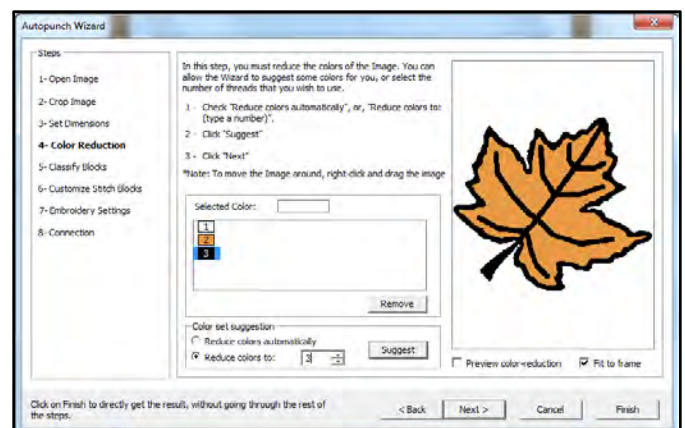 Autopunch Wizard
Steps
1- Open Image
2- Crop Image
3- Set Dimensions
4- Color Reduction
5- Classify Blocks
6- Customize Stitch Blocks
7- Embroidery Settings
8- Connection
In this step, you must reduce the colors of the Image. You can
allow the Wizard to suggest some colors for you, or select the
number of threads that you wish to use.
1 - Check "Reduce colors automatically", or, "Reduce colors to:
(type a number)".
2 - Click "Suggest"
3 - Click "Next"
*Note: To move the Image around, right-click and drag the image
Selected Color:
1
2
3
Remove
Color set suggestion
Reduce colors automatically
Reduce colors to: 3
Suggest
Preview color-reduction
Fit to frame
Click on Finish to directly get the result, without going through the rest of
the steps.
< Back
Next >
Cancel
Finish